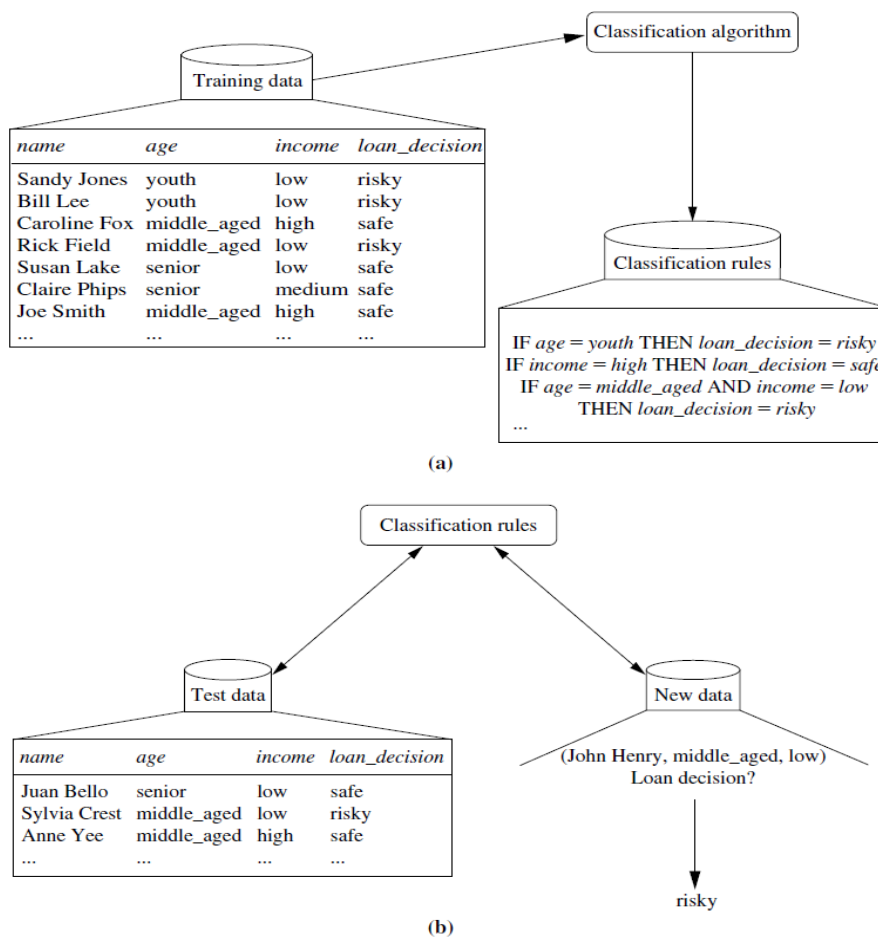 Classification algorithm
Training data
name age income loan_decision
Sandy Jones youth low risky
Bill Lee youth low risky
Caroline Fox middle_aged high safe
Rick Field middle_aged low risky
Susan Lake senior low safe
Claire Phips senior medium safe
Joe Smith middle_aged high safe
... ... ... ...
Classification rules
IF age = youth THEN loan_decision = risky
IF income = high THEN loan_decision = safe
IF age = middle_aged AND income = low
THEN loan_decision = risky
...
(a)
Classification rules
Test data
name age income loan_decision
Juan Bello senior low safe
Sylvia Crest middle_aged low risky
Anne Yee middle_aged high safe
... ... ... ...
New data
(John Henry, middle_aged, low)
Loan decision?
risky
(b)